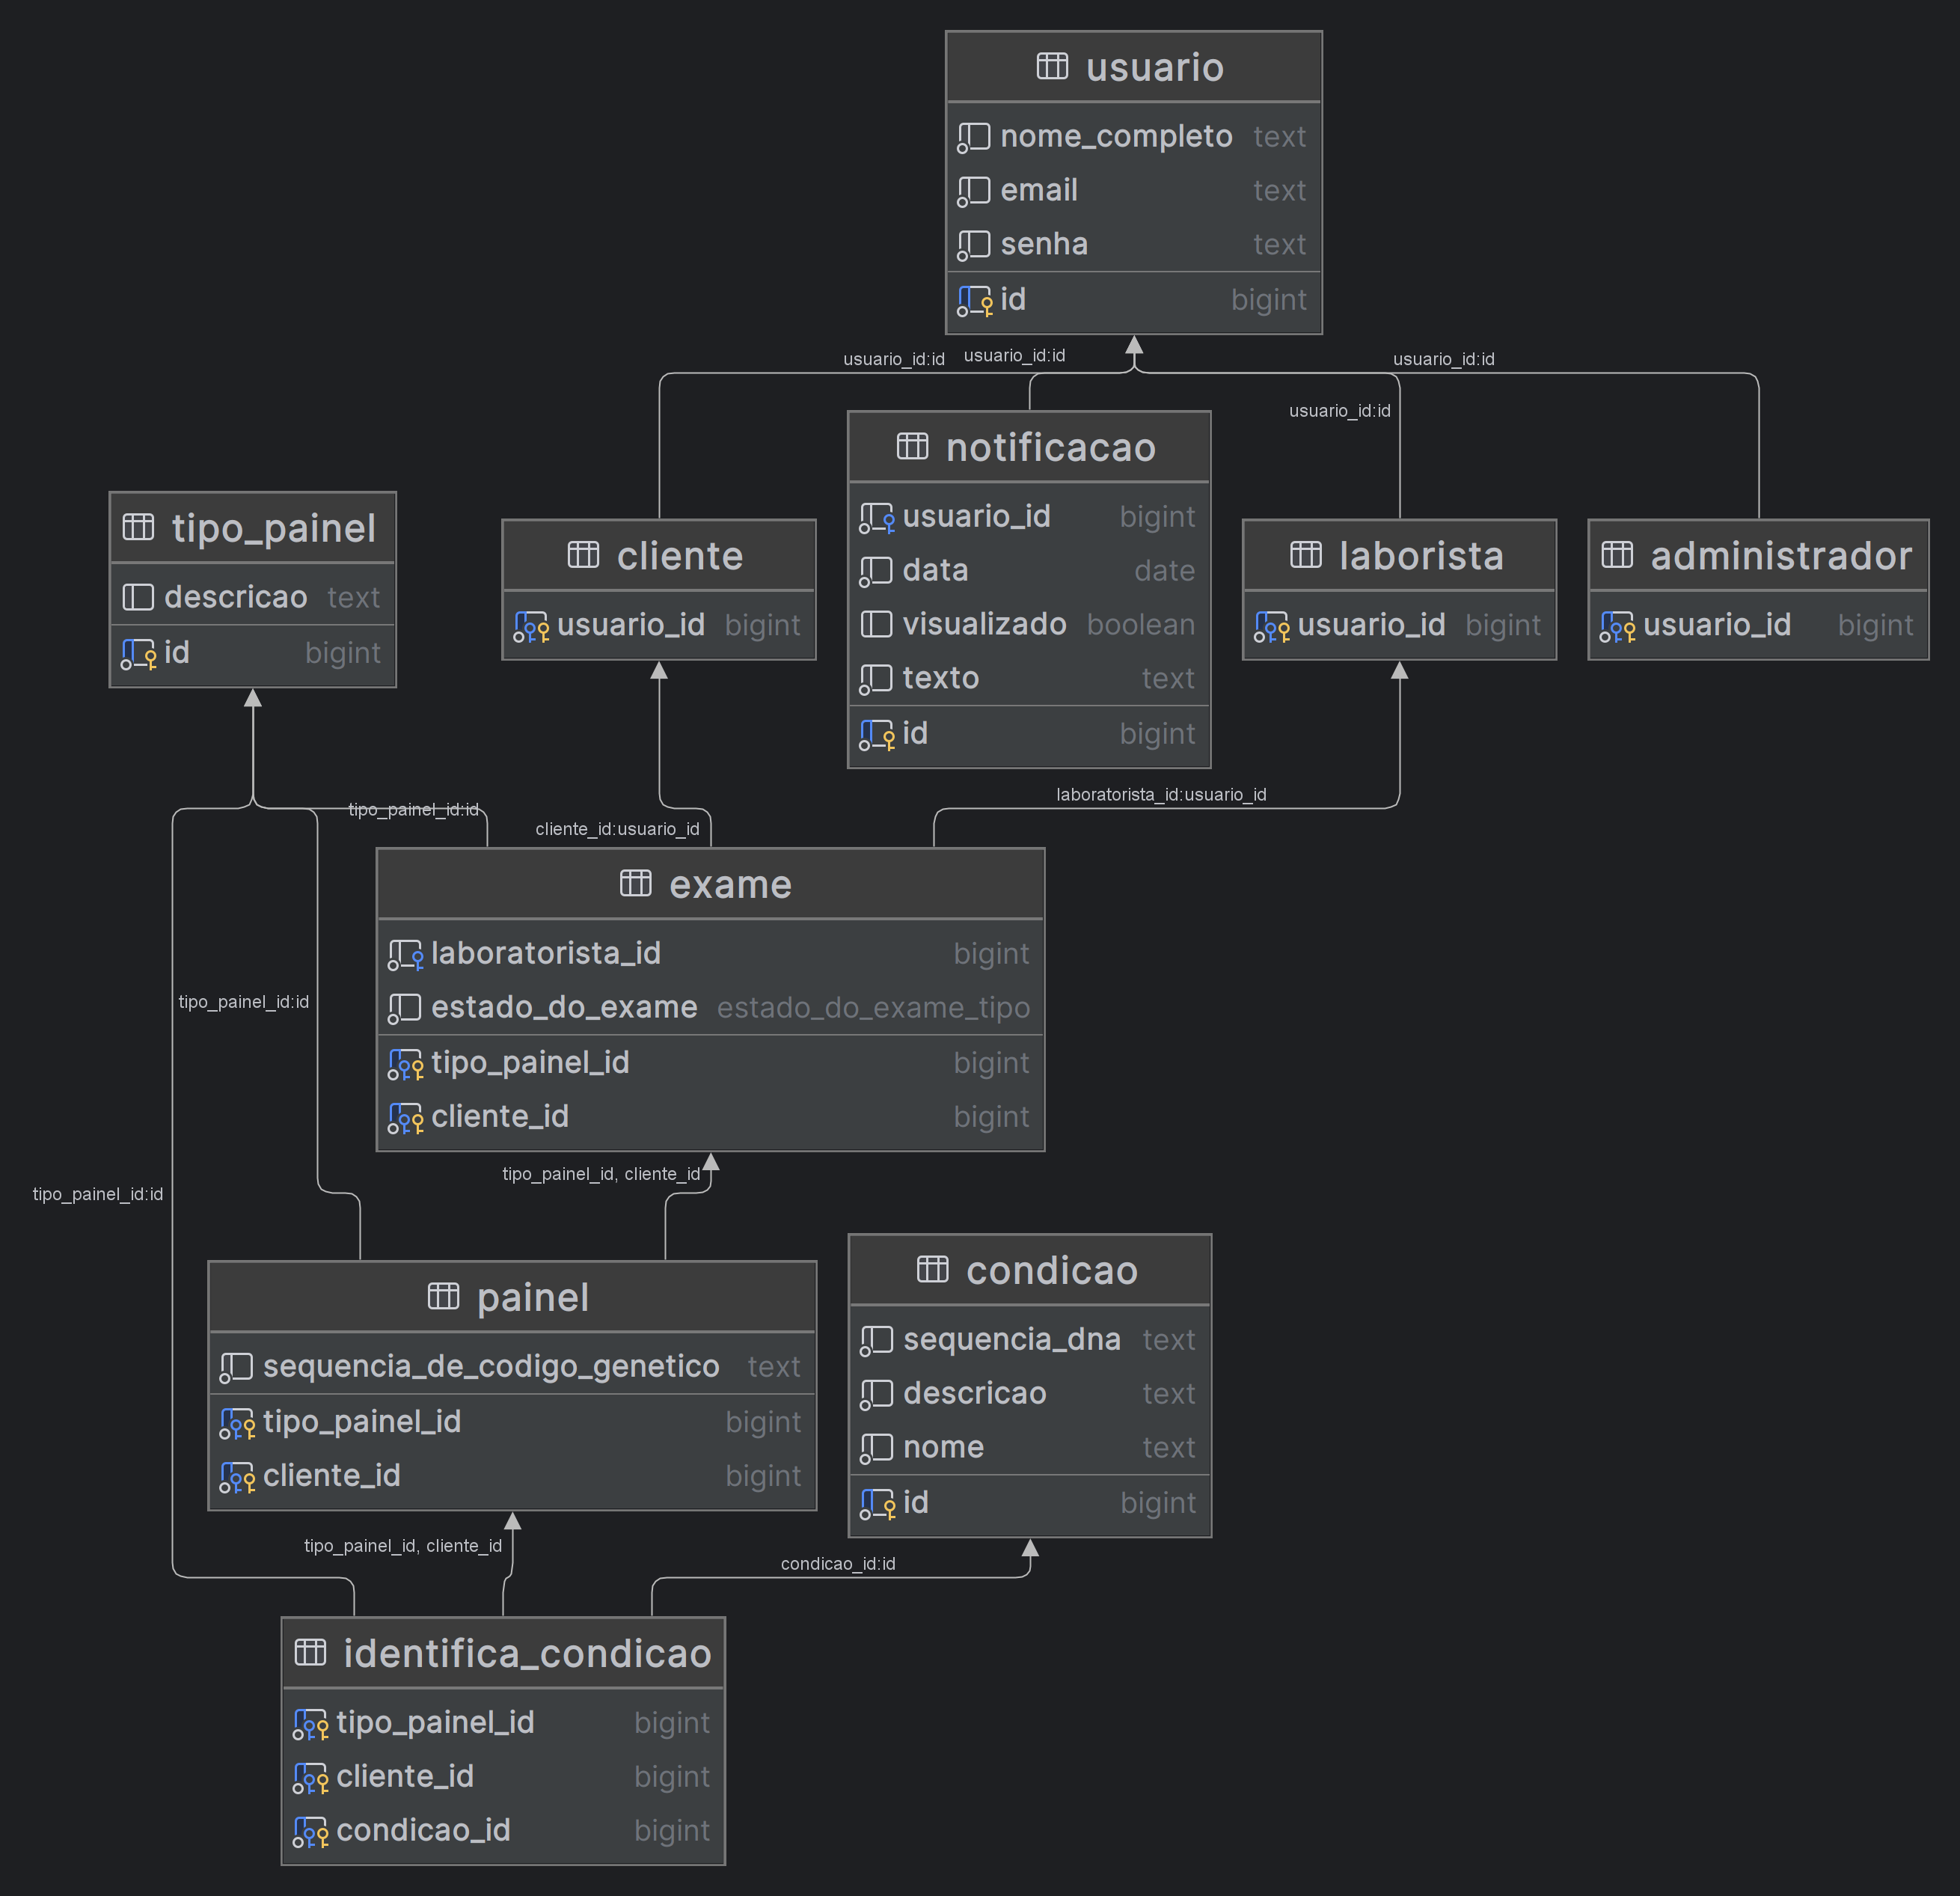 usuario
nome_completo text
email text
senha text
id bigint
usuario_id:id
usuario_id:id
usuario_id:id
usuario_id:id
notificacao
usuario_id bigint
data date
visualizado boolean
texto text
id bigint
tipo_painel
descricao text
id bigint
cliente
usuario_id bigint
laborista
usuario_id bigint
administrador
usuario_id bigint
tipo_painel_id:id
cliente_id:usuario_id
laboratorista_id:usuario_id
exame
laboratorista_id bigint
estado_do_exame estado_do_exame_tipo
tipo_painel_id bigint
cliente_id bigint
tipo_painel_id:id
tipo_painel_id, cliente_id
tipo_painel_id:id
painel
sequencia_de_codigo_genetico text
tipo_painel_id bigint
cliente_id bigint
condicao
sequencia_dna text
descricao text
nome text
id bigint
tipo_painel_id, cliente_id
condicao_id:id
identifica_condicao
tipo_painel_id bigint
cliente_id bigint
condicao_id bigint